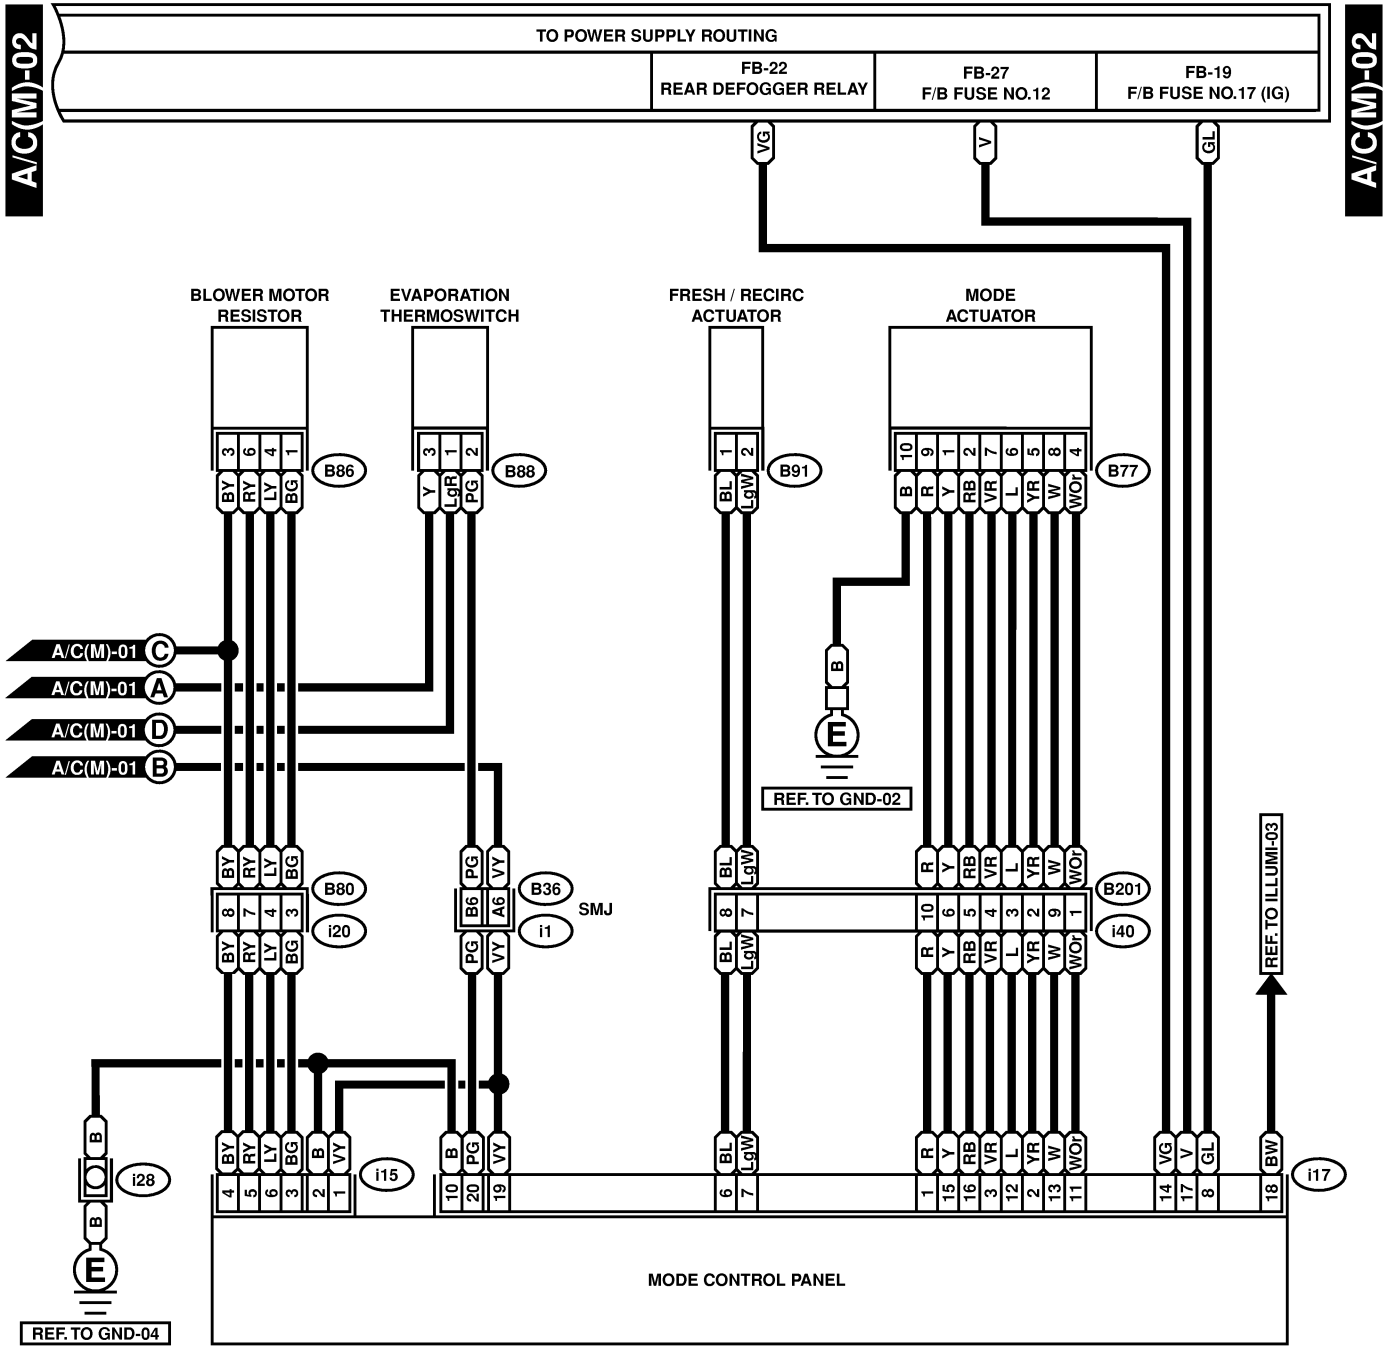 A/C(M)-02
A/C(M)-02
TO POWER SUPPLY ROUTING
FB-22
REAR DEFOGGER RELAY
FB-27
F/B FUSE NO.12
FB-19
F/B FUSE NO.17 (IG)
VG V GL
BLOWER MOTOR
RESISTOR
EVAPORATION
THERMOSWITCH
FRESH / RECIRC
ACTUATOR
MODE
ACTUATOR
3 6 4 1
B86
3 1 2
B88
1 2
B91
10 9 1 2 7 6 5 8 4
B77
BY RY LY BG
Y LgR PG
BL LgW
B R Y RB VR L YR W WOr
A/C(M)-01 C
A/C(M)-01 A
A/C(M)-01 D
A/C(M)-01 B
B
E
REF. TO GND-02
REF. TO ILLUMI-03
BY RY LY BG
PG VY
BL LgW
R Y RB VR L YR W WOr
8 7 4 3
B80
i20
B6 A6
B36
i1
SMJ
8 7
10 6 5 4 3 2 9 1
B201
i40
BY RY LY BG
PG VY
BL LgW
R Y RB VR L YR W WOr
B
i28
B
E
REF. TO GND-04
BY RY LY BG B VY
B PG VY
BL LgW
R Y RB VR L YR W WOr
VG V GL
BW
4 5 6 3 2 1
i15
10 20 19
6 7
1 15 16 3 12 2 13 11
14 17 8
18
i17
MODE CONTROL PANEL